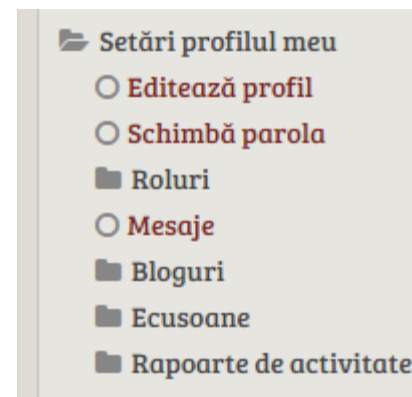 Setări profilul meu
Editează profil
Schimbă parola
Roluri
Mesaje
Bloguri
Ecusoane
Rapoarte de activitate